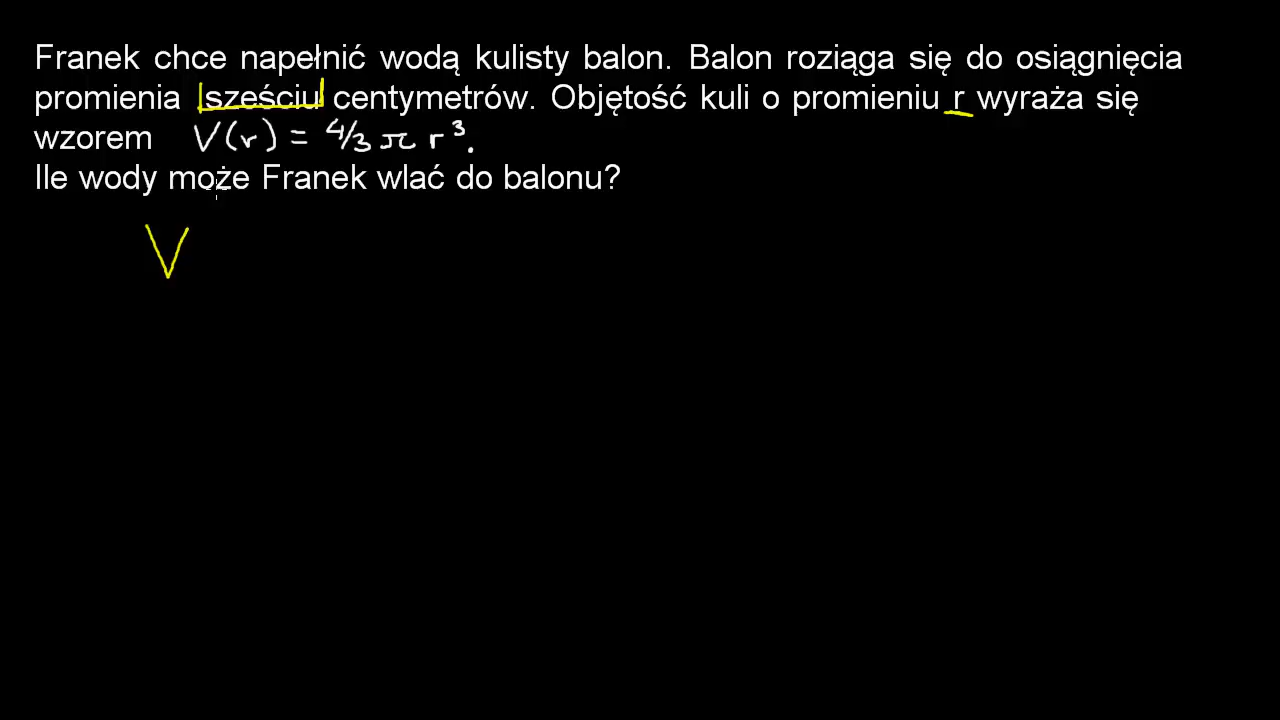 Franek chce napełnić wodą kulisty balon. Balon roziąga się do osiągnięcia
promienia sześciu centymetrów. Objętość kuli o promieniu r wyraża się
wzorem V(r) = 4/3 π r³.
Ile wody może Franek wlać do balonu?
V